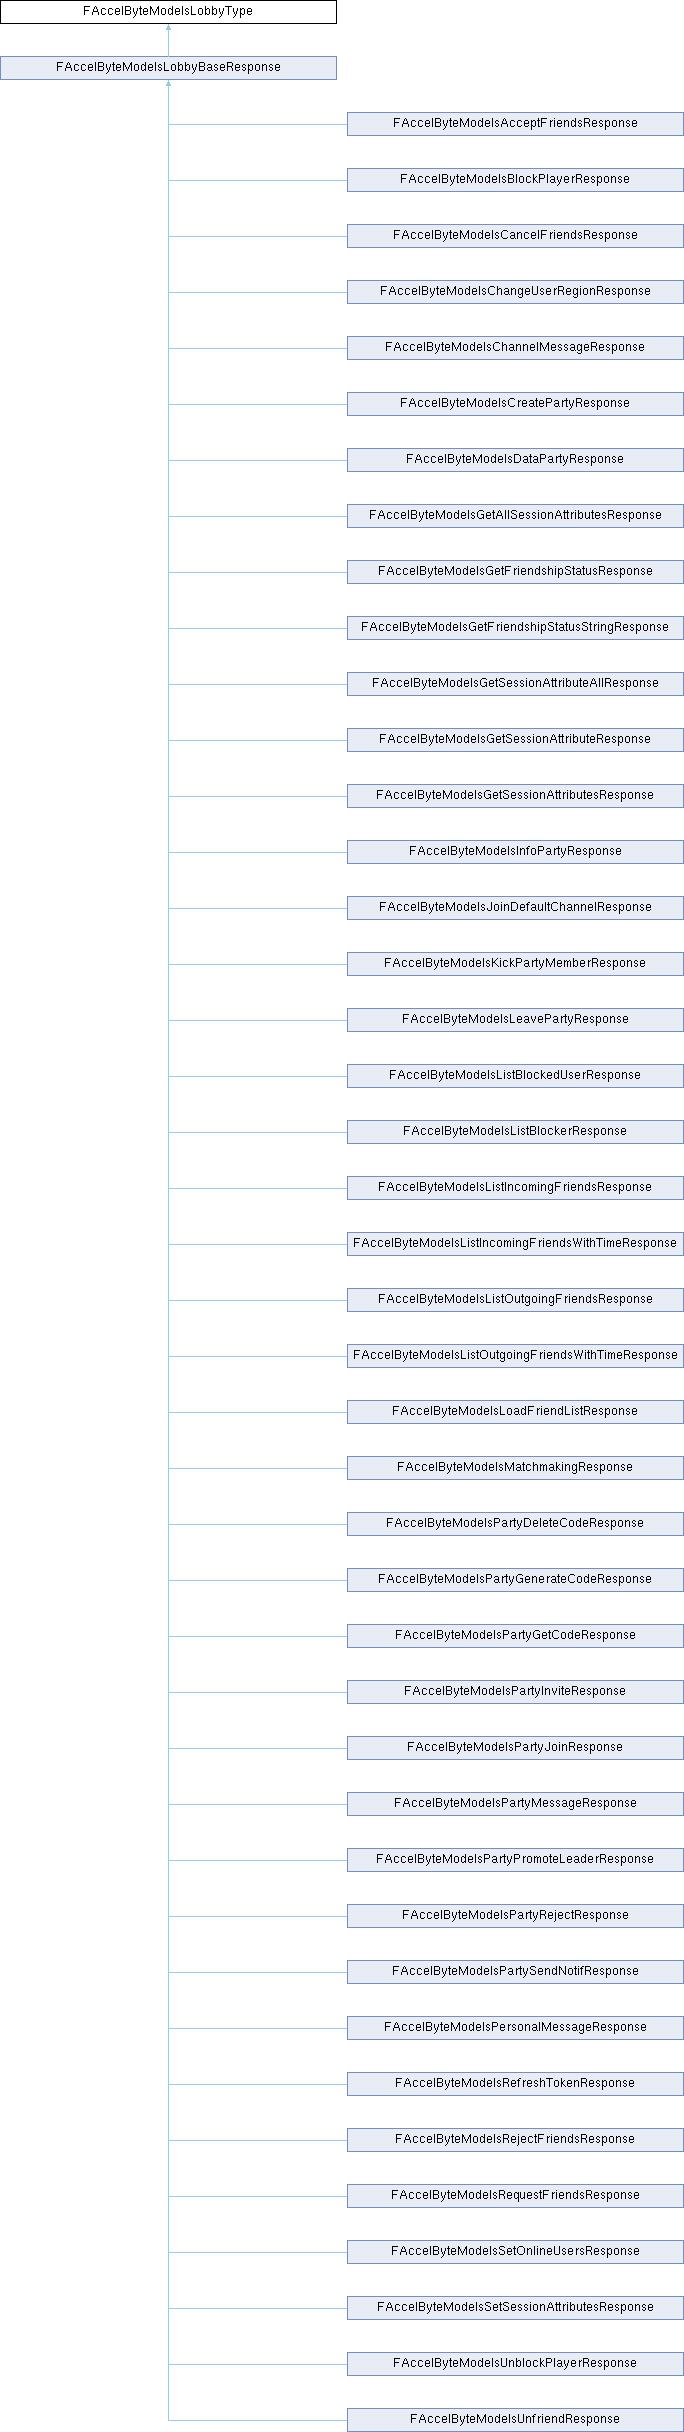 FAccelByteModelsLobbyType
FAccelByteModelsLobbyBaseResponse
FAccelByteModelsAcceptFriendsResponse
FAccelByteModelsBlockPlayerResponse
FAccelByteModelsCancelFriendsResponse
FAccelByteModelsChangeUserRegionResponse
FAccelByteModelsChannelMessageResponse
FAccelByteModelsCreatePartyResponse
FAccelByteModelsDataPartyResponse
FAccelByteModelsGetAllSessionAttributesResponse
FAccelByteModelsGetFriendshipStatusResponse
FAccelByteModelsGetFriendshipStatusStringResponse
FAccelByteModelsGetSessionAttributeAllResponse
FAccelByteModelsGetSessionAttributeResponse
FAccelByteModelsGetSessionAttributesResponse
FAccelByteModelsInfoPartyResponse
FAccelByteModelsJoinDefaultChannelResponse
FAccelByteModelsKickPartyMemberResponse
FAccelByteModelsLeavePartyResponse
FAccelByteModelsListBlockedUserResponse
FAccelByteModelsListBlockerResponse
FAccelByteModelsListIncomingFriendsResponse
FAccelByteModelsListIncomingFriendsWithTimeResponse
FAccelByteModelsListOutgoingFriendsResponse
FAccelByteModelsListOutgoingFriendsWithTimeResponse
FAccelByteModelsLoadFriendListResponse
FAccelByteModelsMatchmakingResponse
FAccelByteModelsPartyDeleteCodeResponse
FAccelByteModelsPartyGenerateCodeResponse
FAccelByteModelsPartyGetCodeResponse
FAccelByteModelsPartyInviteResponse
FAccelByteModelsPartyJoinResponse
FAccelByteModelsPartyMessageResponse
FAccelByteModelsPartyPromoteLeaderResponse
FAccelByteModelsPartyRejectResponse
FAccelByteModelsPartySendNotifResponse
FAccelByteModelsPersonalMessageResponse
FAccelByteModelsRefreshTokenResponse
FAccelByteModelsRejectFriendsResponse
FAccelByteModelsRequestFriendsResponse
FAccelByteModelsSetOnlineUsersResponse
FAccelByteModelsSetSessionAttributesResponse
FAccelByteModelsUnblockPlayerResponse
FAccelByteModelsUnfriendResponse